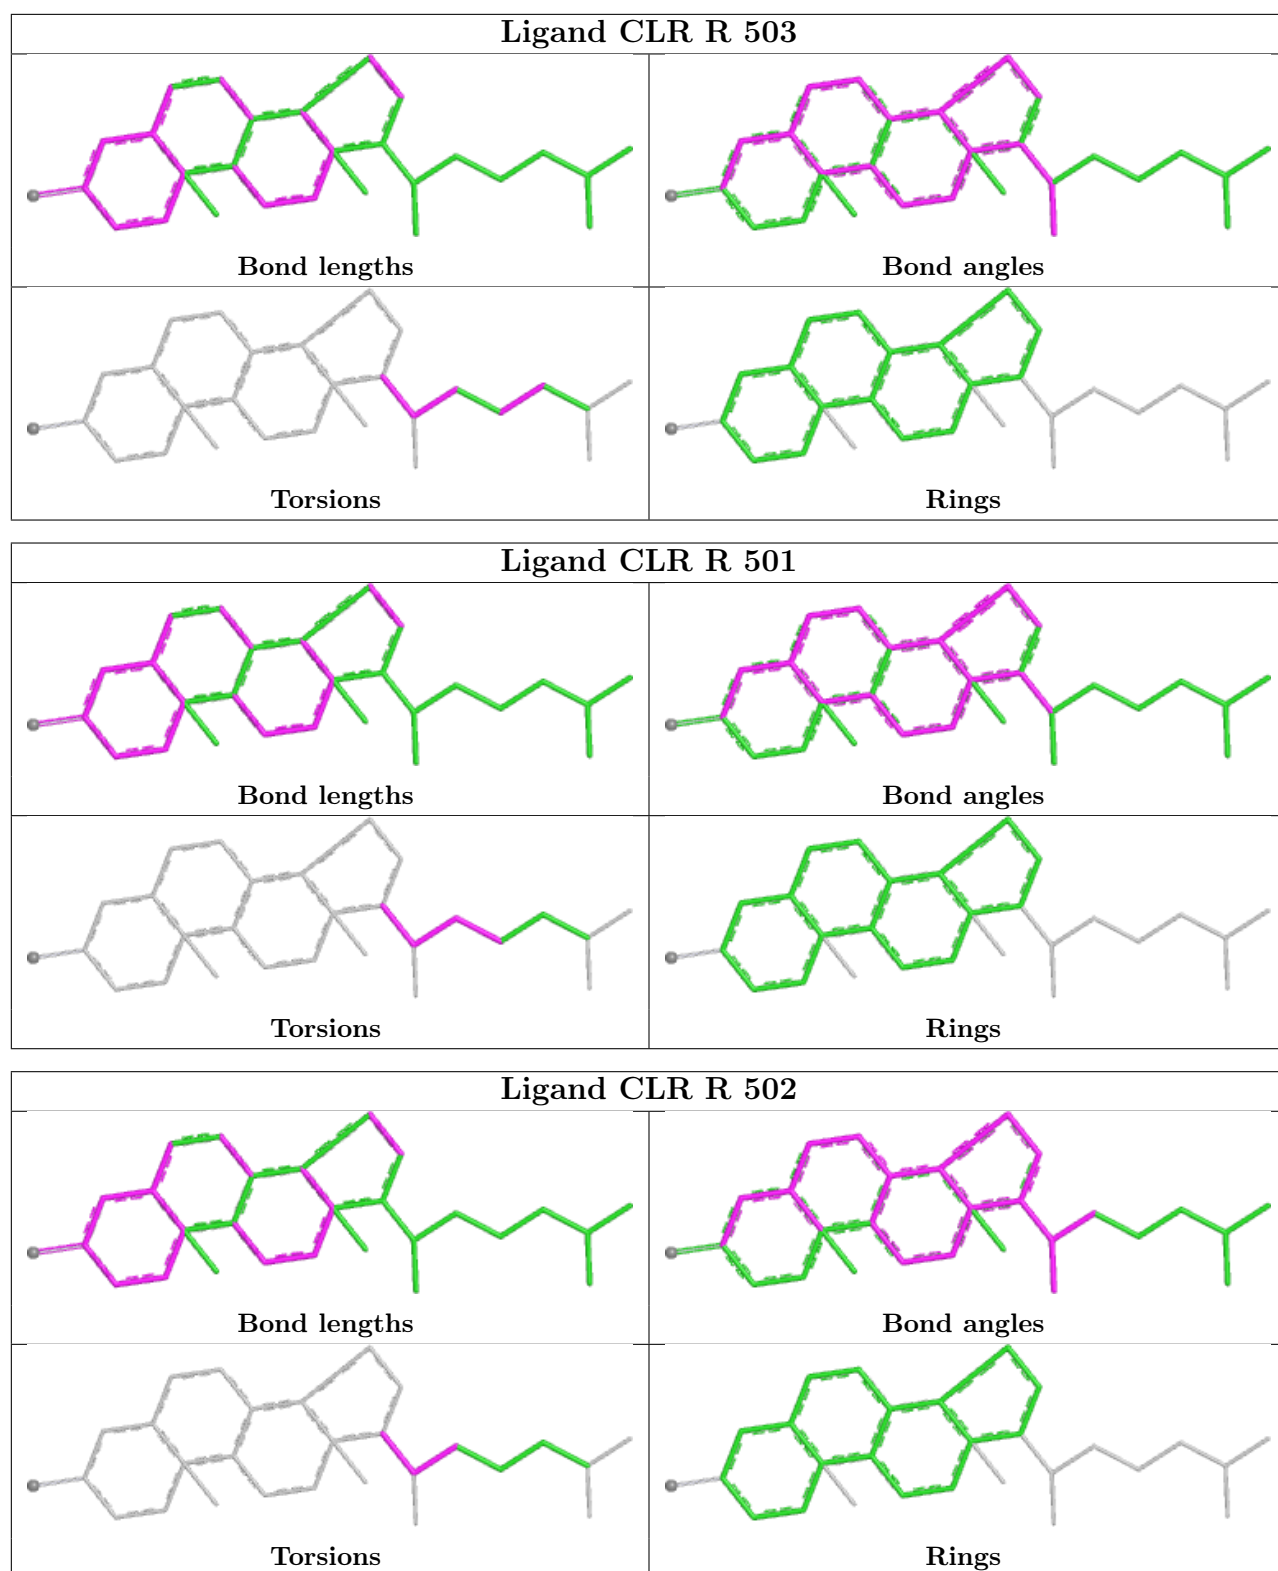 Ligand CLR R 503
Bond lengths
Bond angles
Torsions
Rings
Ligand CLR R 501
Bond lengths
Bond angles
Torsions
Rings
Ligand CLR R 502
Bond lengths
Bond angles
Torsions
Rings